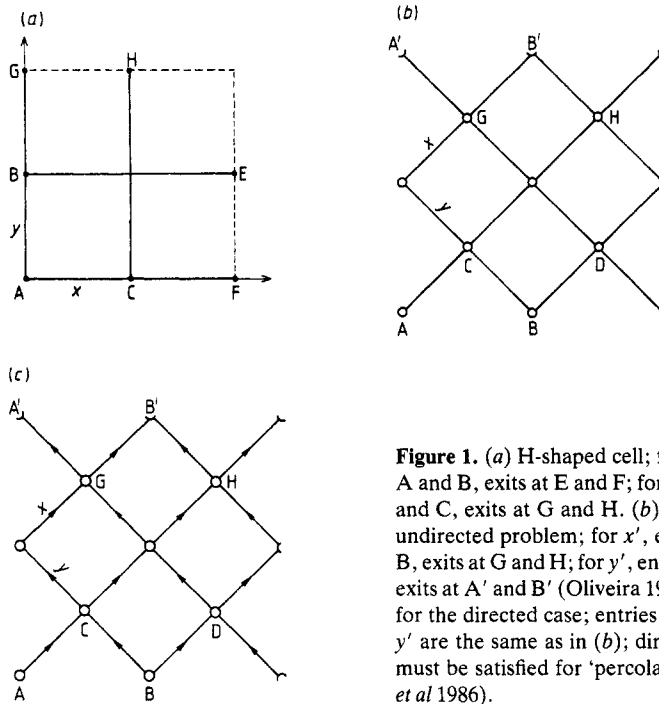 (a)
H
G
B
E
y
A
x
C
F
(b)
A'
B'
G
H
x
y
C
D
A
B
(c)
A'
B'
G
H
x
y
C
D
A
B
Figure 1. (a) H-shaped cell;
A and B, exits at E and F; for
and C, exits at G and H. (b)
undirected problem; for x', e
B, exits at G and H; for y', en
exits at A' and B' (Oliveira 19
for the directed case; entries
y' are the same as in (b); dir
must be satisfied for 'percola
et al 1986).